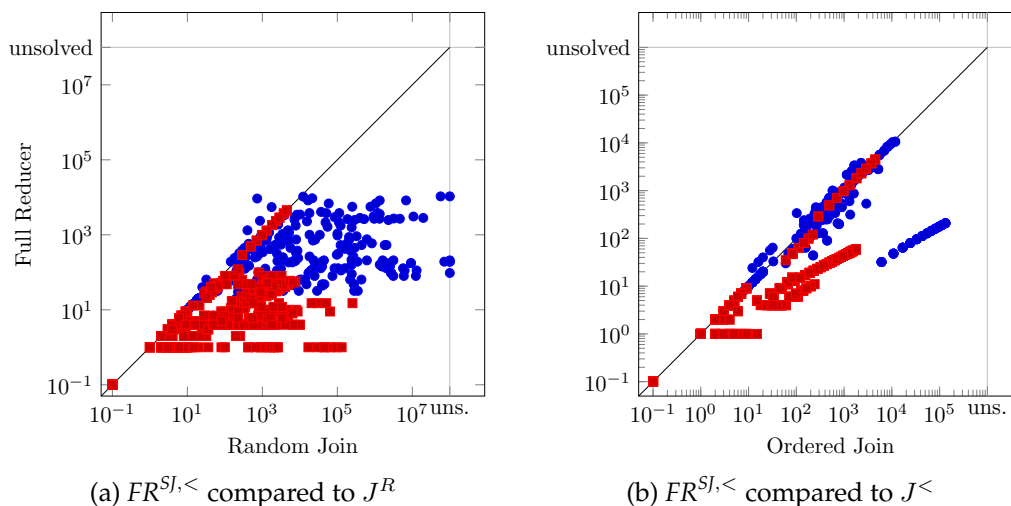 unsolved
10^7
10^5
10^3
10^1
10^−1
Full Reducer
10^−1 10^1 10^3 10^5 10^7 uns.
Random Join
(a) FR^{SJ,<} compared to J^R
unsolved
10^5
10^4
10^3
10^2
10^1
10^0
10^−1
10^−1 10^0 10^1 10^2 10^3 10^4 10^5 uns.
Ordered Join
(b) FR^{SJ,<} compared to J^<